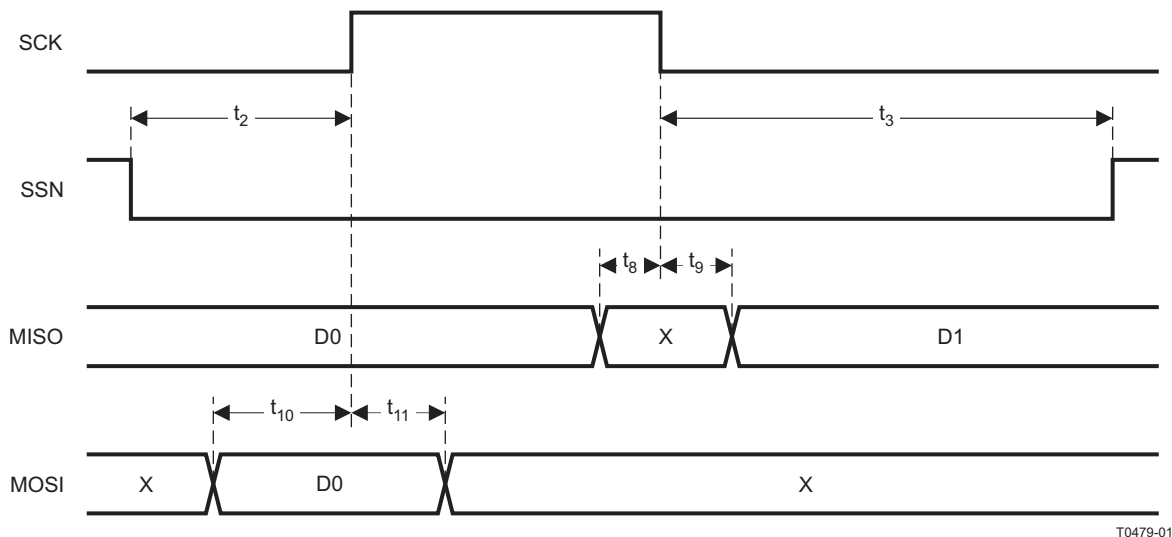 SCK
t2
t3
SSN
t8 t9
MISO D0 X D1
t10 t11
MOSI X D0 X
T0479-01